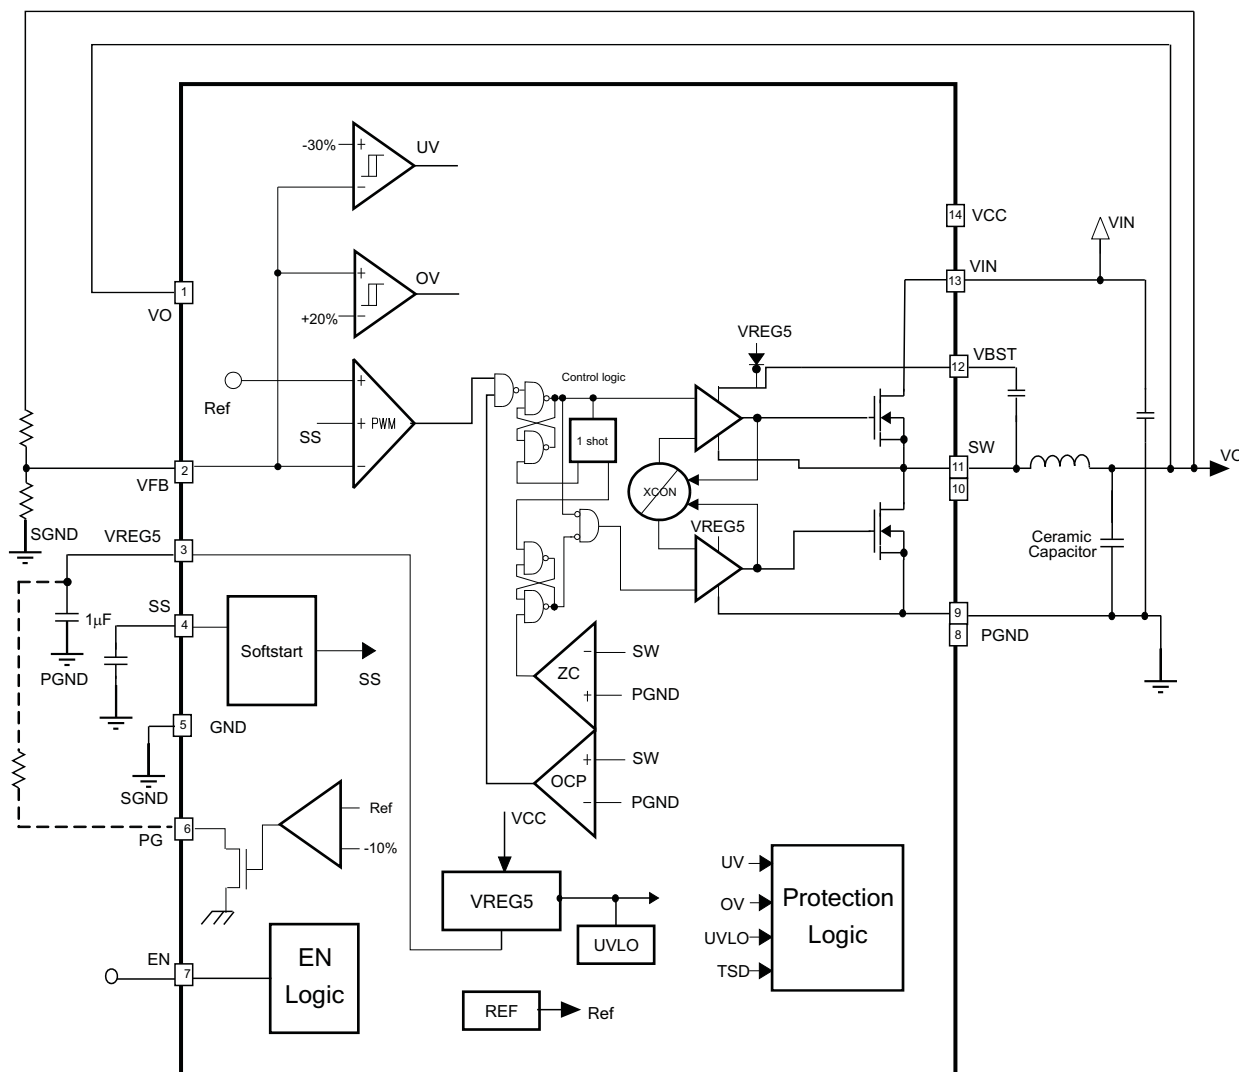 -30%
UV
14
VCC
VIN
VIN
13
OV
1
VO
+20%
VREG5
VBST
12
Control logic
Ref
SS
PWM
1 shot
SW
11
VO
2
VFB
XCON
10
SGND
VREG5
VREG5
3
Ceramic
Capacitor
SS
1µF
4
9
8
PGND
Softstart
SW
PGND
ZC
SS
PGND
5
GND
SW
OCP
SGND
PGND
Ref
VCC
6
PG
-10%
UV
VREG5
OV
Protection
Logic
UVLO
UVLO
EN
7
EN
Logic
TSD
REF
Ref